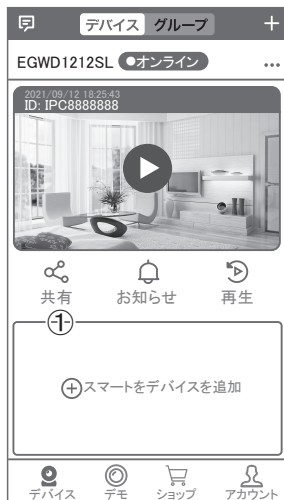 デバイス グループ +
EGWD1212SL ●オンライン ...
2021/09/12 18:25:43
ID: IPC8888888
共有 お知らせ 再生
①
+スマートをデバイスを追加
デバイス デモ ショップ アカウント